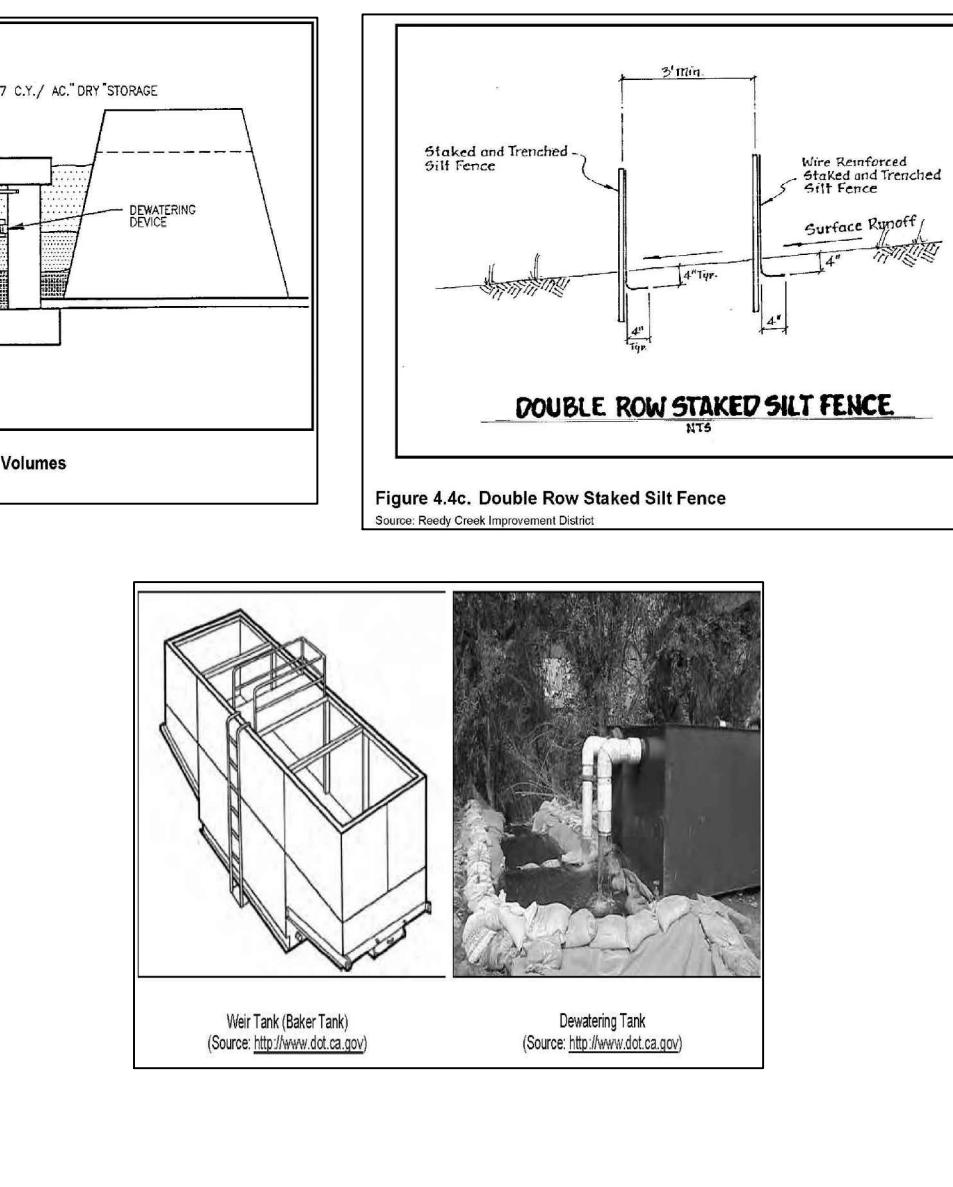 7 C.Y./ AC." DRY "STORAGE
DEWATERING
DEVICE
Volumes
3' Min.
Staked and Trenched
Silt Fence
Wire Reinforced
Staked and Trenched
Silt Fence
Surface Runoff
4" Typ.
4"
4"
Typ.
4"
DOUBLE ROW STAKED SILT FENCE
NTS
Figure 4.4c. Double Row Staked Silt Fence
Source: Reedy Creek Improvement District
Weir Tank (Baker Tank)
(Source: http://www.dot.ca.gov)
Dewatering Tank
(Source: http://www.dot.ca.gov)